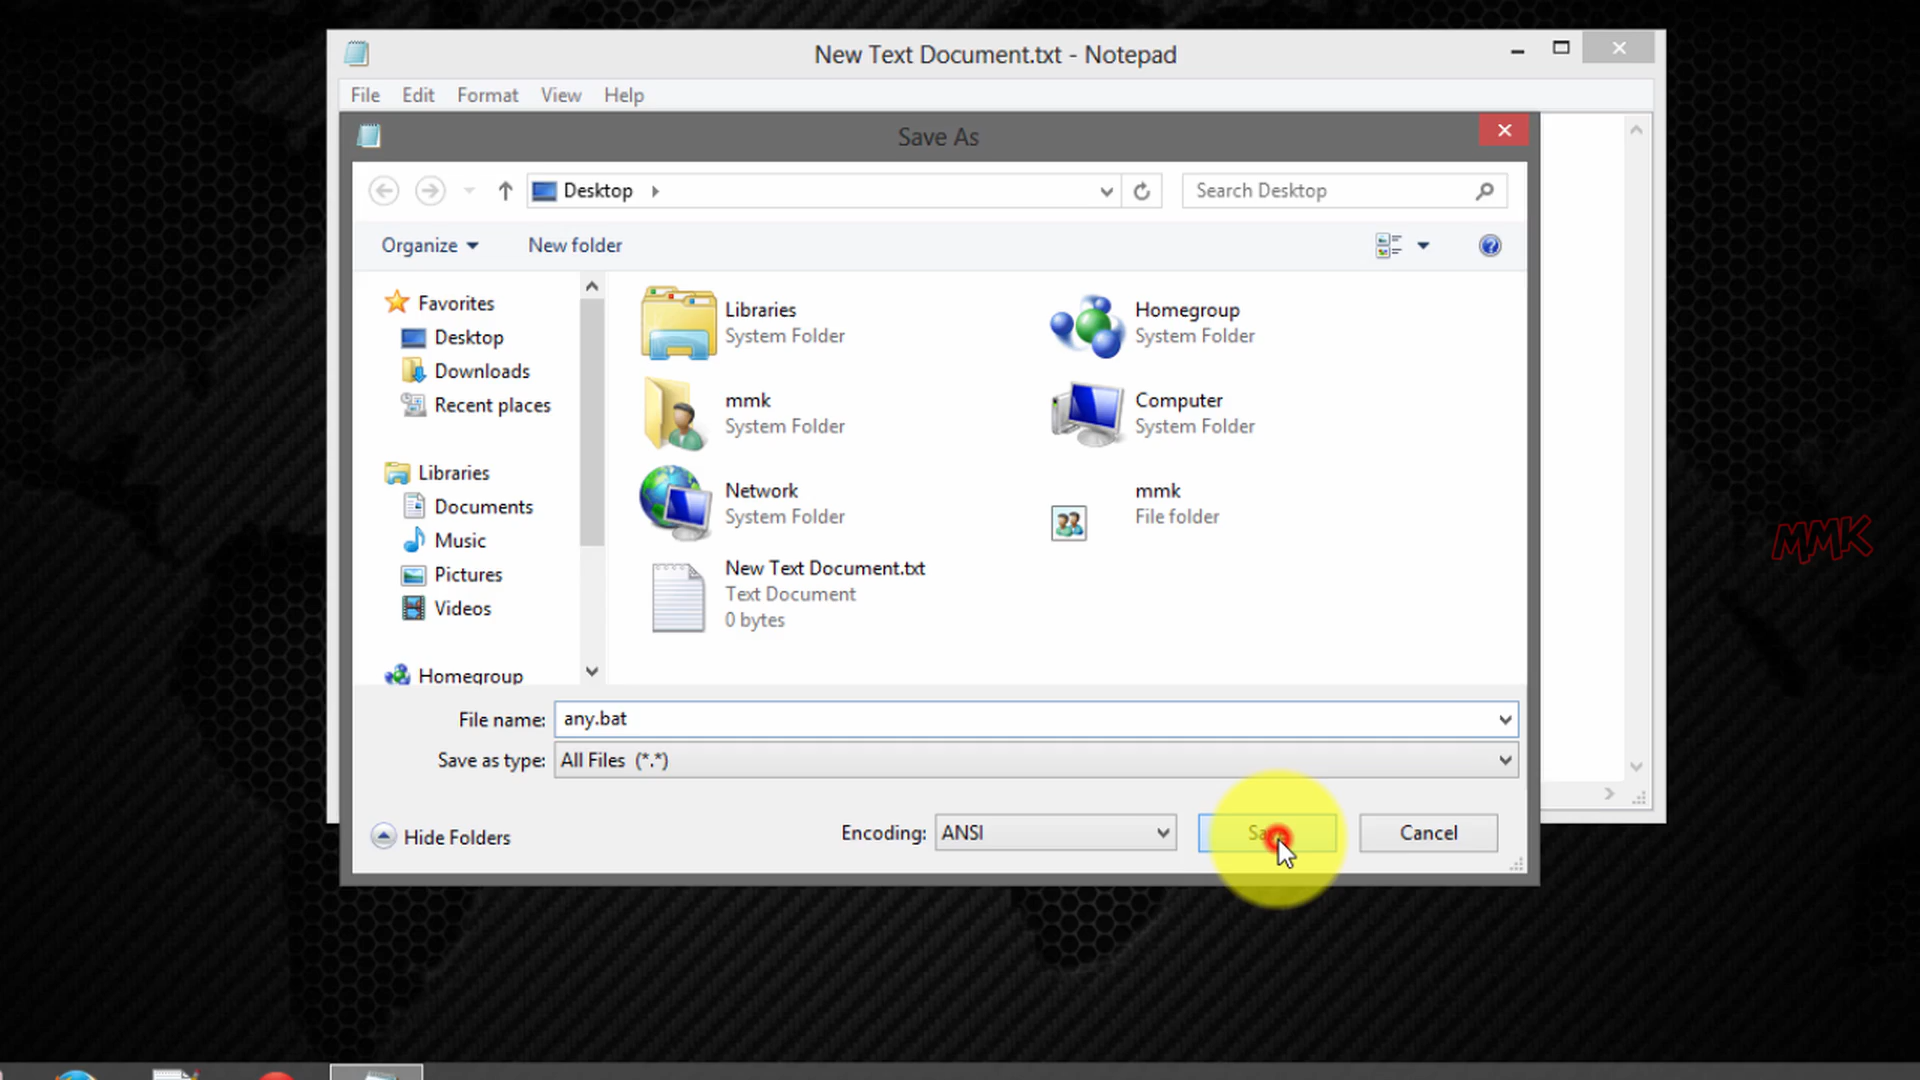 New Text Document.txt - Notepad
File Edit Format View Help
Save As
Desktop
Search Desktop
Organize New folder
Favorites
Desktop
Downloads
Recent places
Libraries
Documents
Music
Pictures
Videos
Homegroup
Libraries
System Folder
Homegroup
System Folder
mmk
System Folder
Computer
System Folder
Network
System Folder
mmk
File folder
New Text Document.txt
Text Document
0 bytes
MMK
File name: any.bat
Save as type: All Files (*.*)
Hide Folders
Encoding: ANSI
Cancel